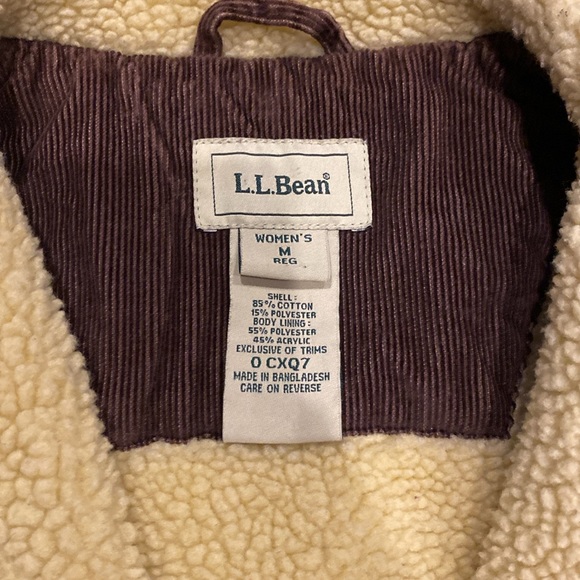 L.L.Bean®
WOMEN'S
M
REG
SHELL:
85% COTTON
15% POLYESTER
BODY LINING:
55% POLYESTER
45% ACRYLIC
EXCLUSIVE OF TRIMS
0 CXQ7
MADE IN BANGLADESH
CARE ON REVERSE